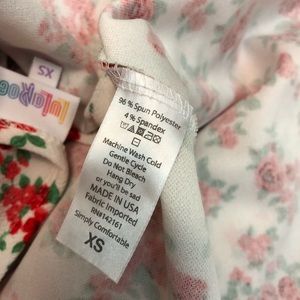 XS
LuLaRoe
96 % Spun Polyester
4 % Spandex
Machine Wash Cold
Gentle Cycle
Do Not Bleach
Hang Dry
or you'll be sad
MADE IN USA
Fabric Imported
RN#142161
Simply Comfortable
XS